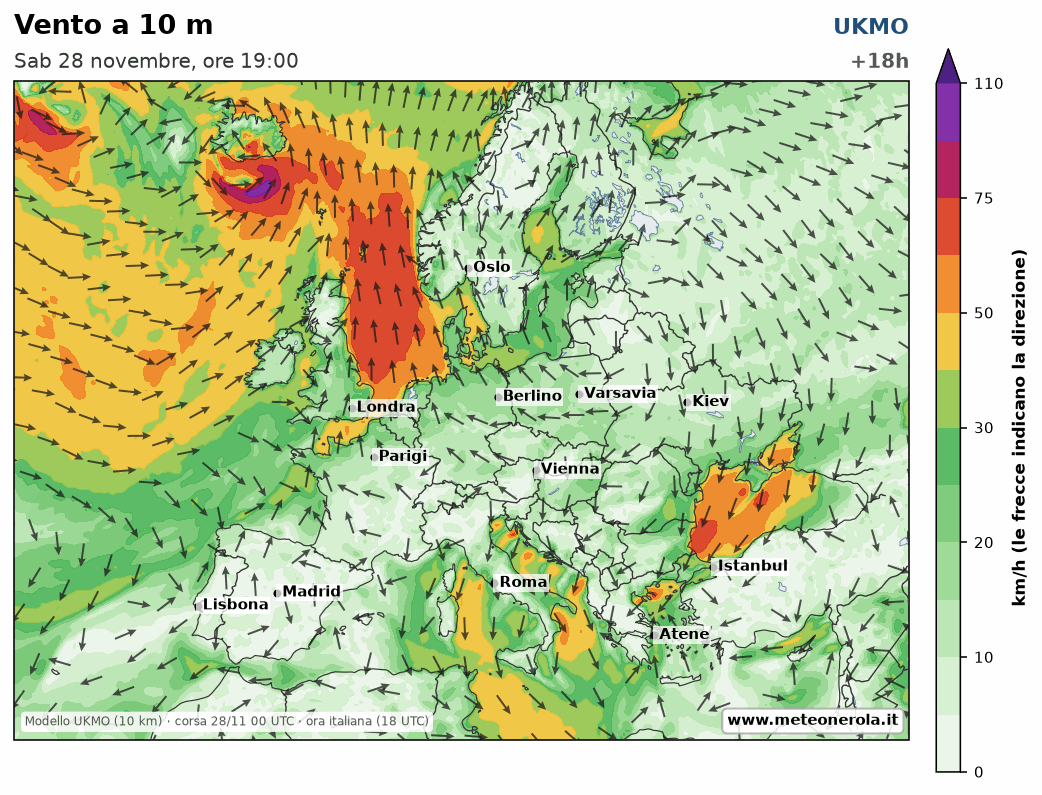 Vento a 10 m
UKMO
Sab 28 novembre, ore 19:00
+18h
110
75
50
30
20
10
0
km/h (le frecce indicano la direzione)
Oslo
Berlino
Varsavia
Kiev
Londra
Parigi
Vienna
Istanbul
Roma
Madrid
Lisbona
Atene
Modello UKMO (10 km) · corsa 28/11 00 UTC · ora italiana (18 UTC)
www.meteonerola.it